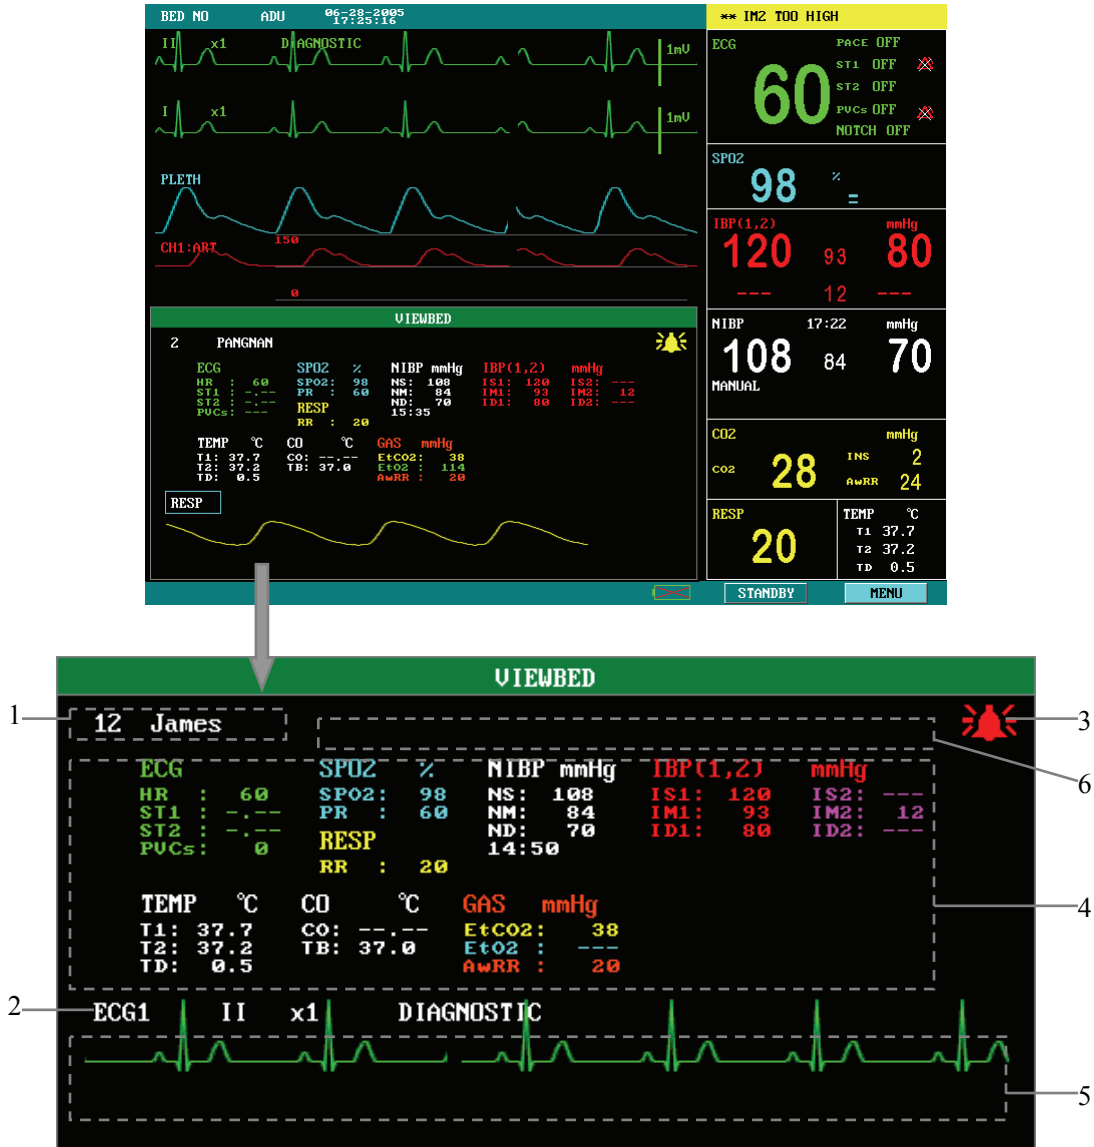 BED NO ADU 06-28-2005
17:25:16
** IM2 TOO HIGH
II x1 DIAGNOSTIC
1mV
I x1
1mV
PLETH
CH1:ART 150
0
ECG PACE OFF
60 ST1 OFF
ST2 OFF
PVCs OFF
NOTCH OFF
SPO2
98 %
IBP(1,2) mmHg
120 93 80
--- 12 ---
NIBP 17:22 mmHg
108 84 70
MANUAL
CO2 mmHg
CO2 28 INS 2
AwRR 24
RESP
20
TEMP °C
T1 37.7
T2 37.2
TD 0.5
VIEWBED
2 PANGNAN
ECG
HR : 60
ST1 : -.--
ST2 : -.--
PVCs: ---
SPO2 %
SPO2: 98
PR : 60
RESP
RR : 20
NIBP mmHg
NS: 108
NM: 84
ND: 70
15:35
IBP(1,2) mmHg
IS1: 120 IS2: ---
IM1: 93 IM2: 12
ID1: 80 ID2: ---
TEMP °C
T1: 37.7
T2: 37.2
TD: 0.5
CO °C
CO: --.--
TB: 37.0
GAS mmHg
EtCO2: 38
EtO2 : 114
AwRR : 20
RESP
STANDBY MENU
VIEWBED
1 12 James 3
6
ECG
HR : 60
ST1 : -.--
ST2 : -.--
PVCs: 0
SPO2 %
SPO2: 98
PR : 60
RESP
RR : 20
NIBP mmHg
NS: 108
NM: 84
ND: 70
14:50
IBP(1,2) mmHg
IS1: 120 IS2: ---
IM1: 93 IM2: 12
ID1: 80 ID2: ---
TEMP °C
T1: 37.7
T2: 37.2
TD: 0.5
CO °C
CO: --.--
TB: 37.0
GAS mmHg
EtCO2: 38
EtO2 : ---
AwRR : 20
4
2 ECG1 II x1 DIAGNOSTIC
5